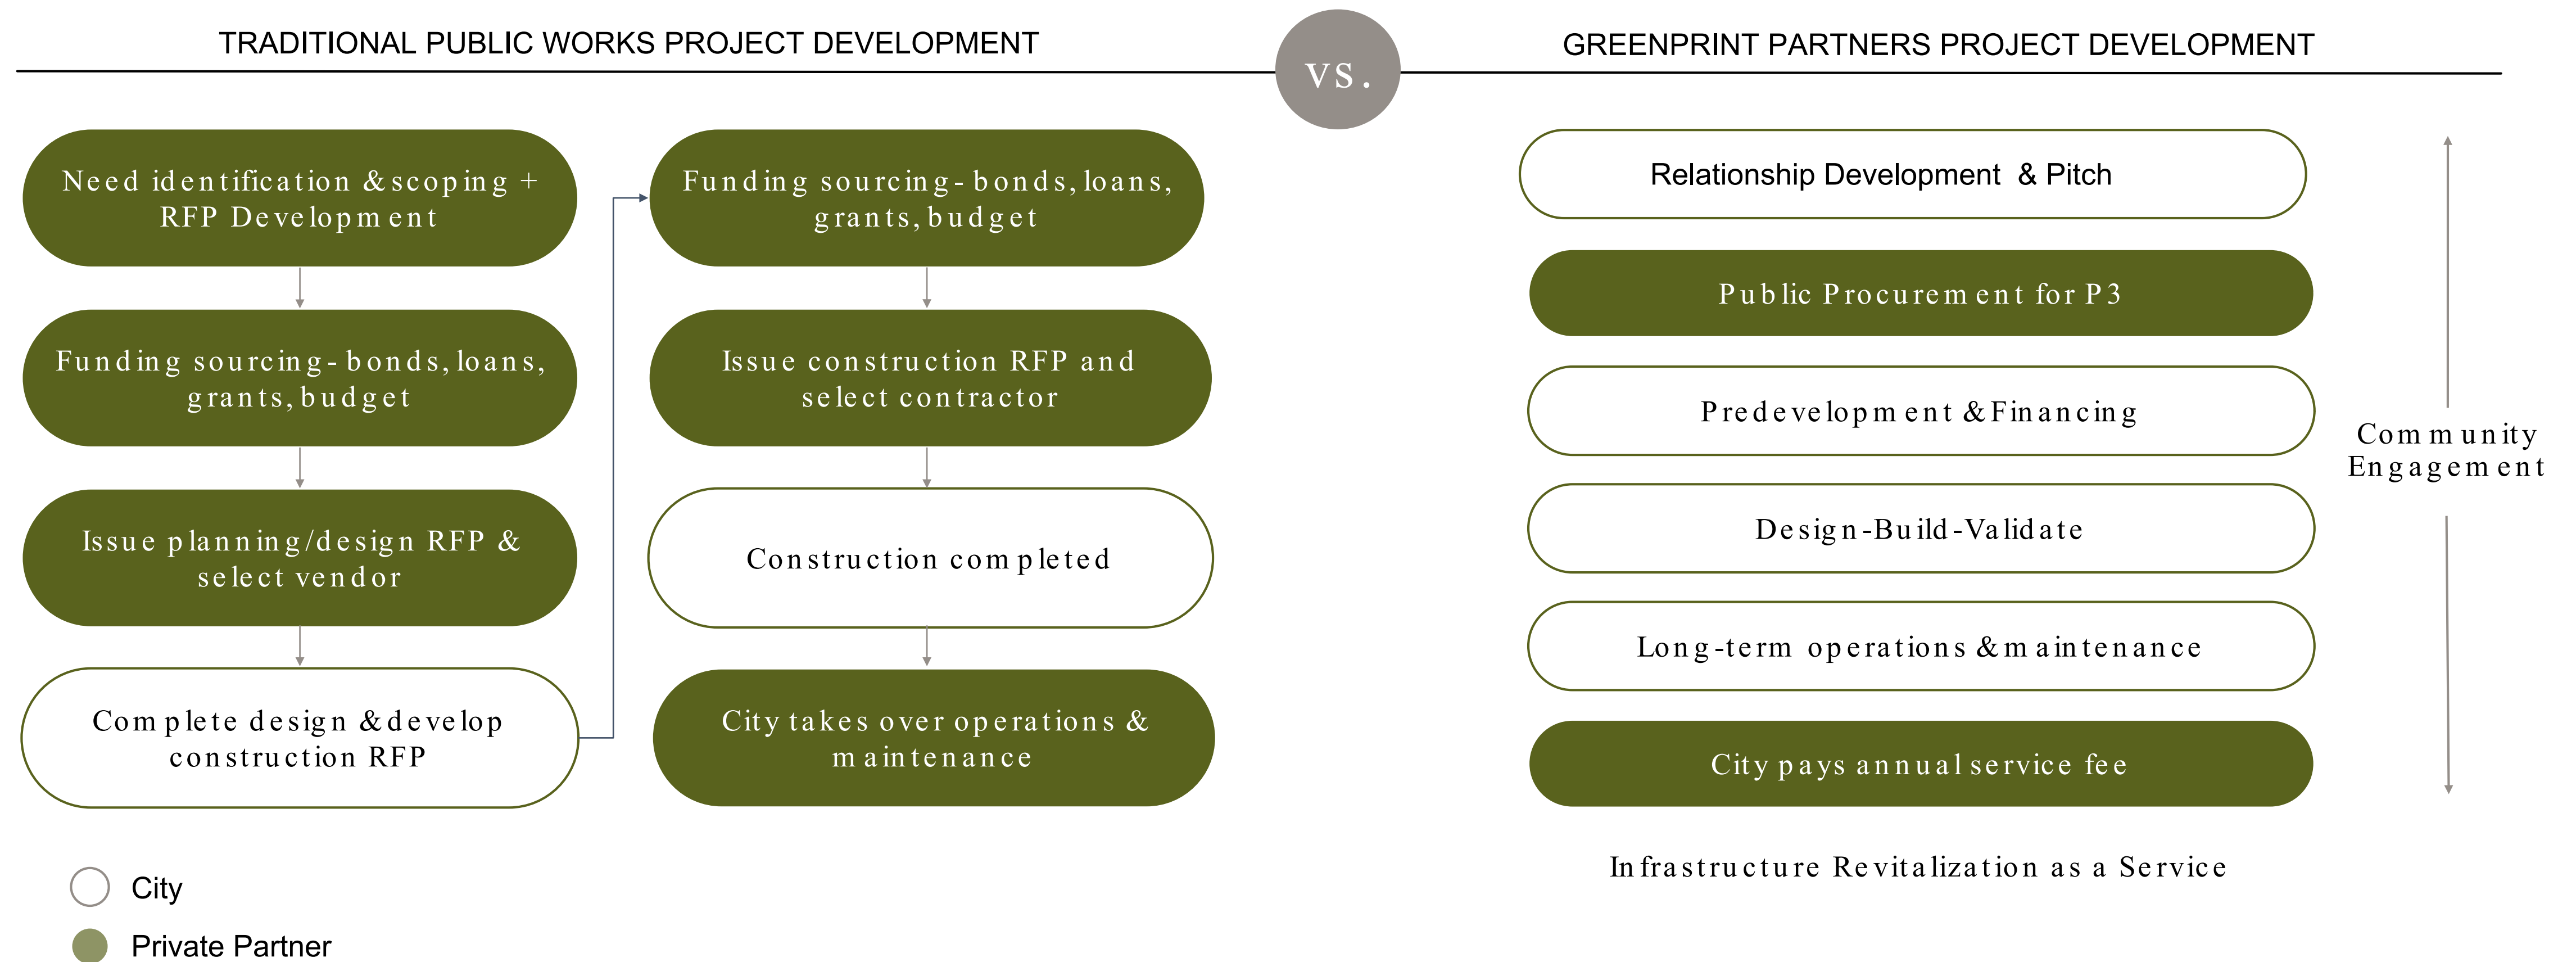 TRADITIONAL PUBLIC WORKS PROJECT DEVELOPMENT
vs.
GREENPRINT PARTNERS PROJECT DEVELOPMENT
Need identification & scoping +
RFP Development
Funding sourcing - bonds, loans,
grants, budget
Issue planning/design RFP &
select vendor
Complete design & develop
construction RFP
Funding sourcing - bonds, loans,
grants, budget
Issue construction RFP and
select contractor
Construction completed
City takes over operations &
maintenance
Relationship Development & Pitch
Public Procurement for P3
Predevelopment & Financing
Design-Build-Validate
Long-term operations & maintenance
City pays annual service fee
Community
Engagement
Infrastructure Revitalization as a Service
City
Private Partner